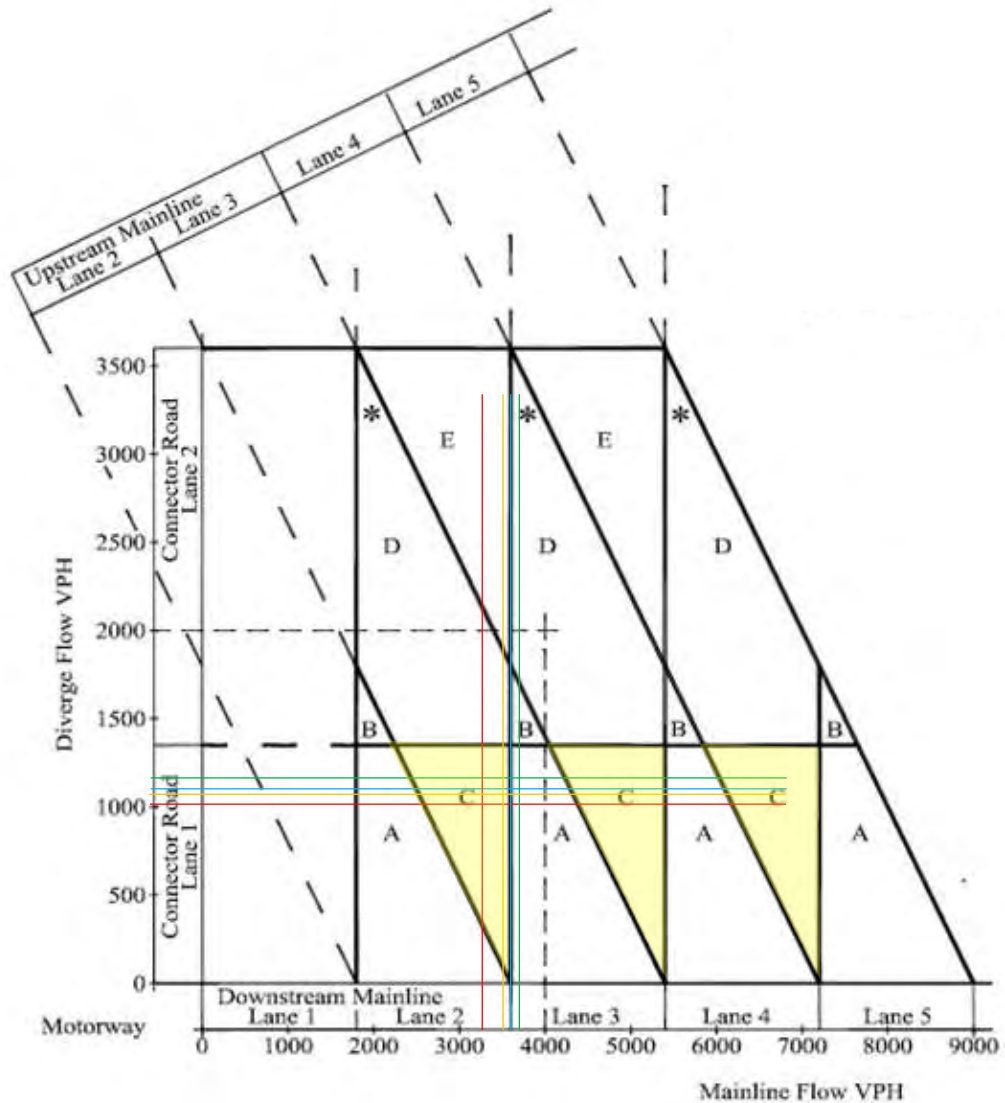 Lane 5
Lane 4
Lane 3
Upstream Mainline
Lane 2
3500
3000
2500
2000
1500
1000
500
0
Diverge Flow VPH
Connector Road
Lane 2
Connector Road
Lane 1
*
*
*
E
E
D
D
D
B
B
B
B
C
C
C
A
A
A
A
Downstream Mainline
Motorway
Lane 1
Lane 2
Lane 3
Lane 4
Lane 5
0
1000
2000
3000
4000
5000
6000
7000
8000
9000
Mainline Flow VPH